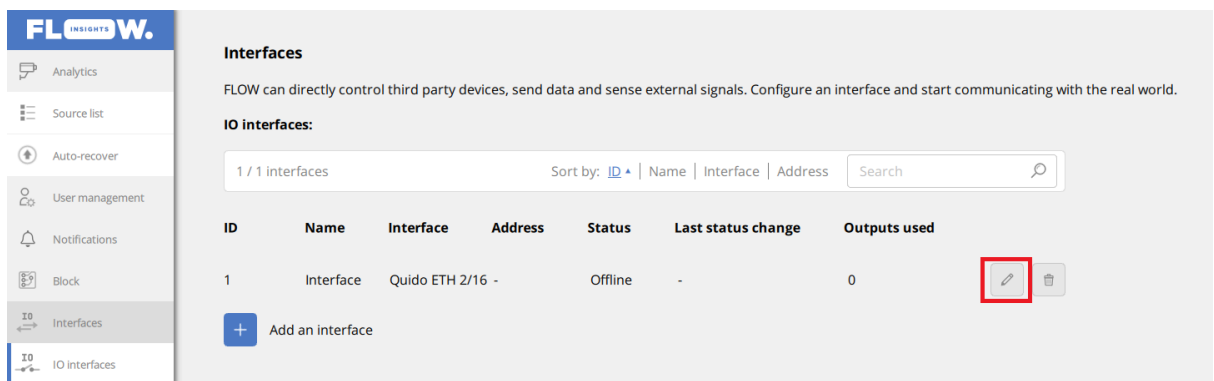 FLOW.
INSIGHTS
Analytics
Source list
Auto-recover
User management
Notifications
Block
IO
Interfaces
IO
IO interfaces
Interfaces
FLOW can directly control third party devices, send data and sense external signals. Configure an interface and start communicating with the real world.
IO interfaces:
1 / 1 interfaces Sort by: ID ▲ | Name | Interface | Address Search
ID Name Interface Address Status Last status change Outputs used
1 Interface Quido ETH 2/16 - Offline - 0
+ Add an interface